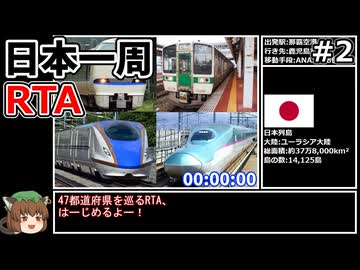 日本一周
RTA
#2
出発駅:那覇空港
行き先:鹿児島
移動手段:ANA
日本列島
大陸:ユーラシア大陸
総面積:約37万8,000km²
島の数:14,125島
00:00:00
47都道府県を巡るRTA、
はーじめるよー！